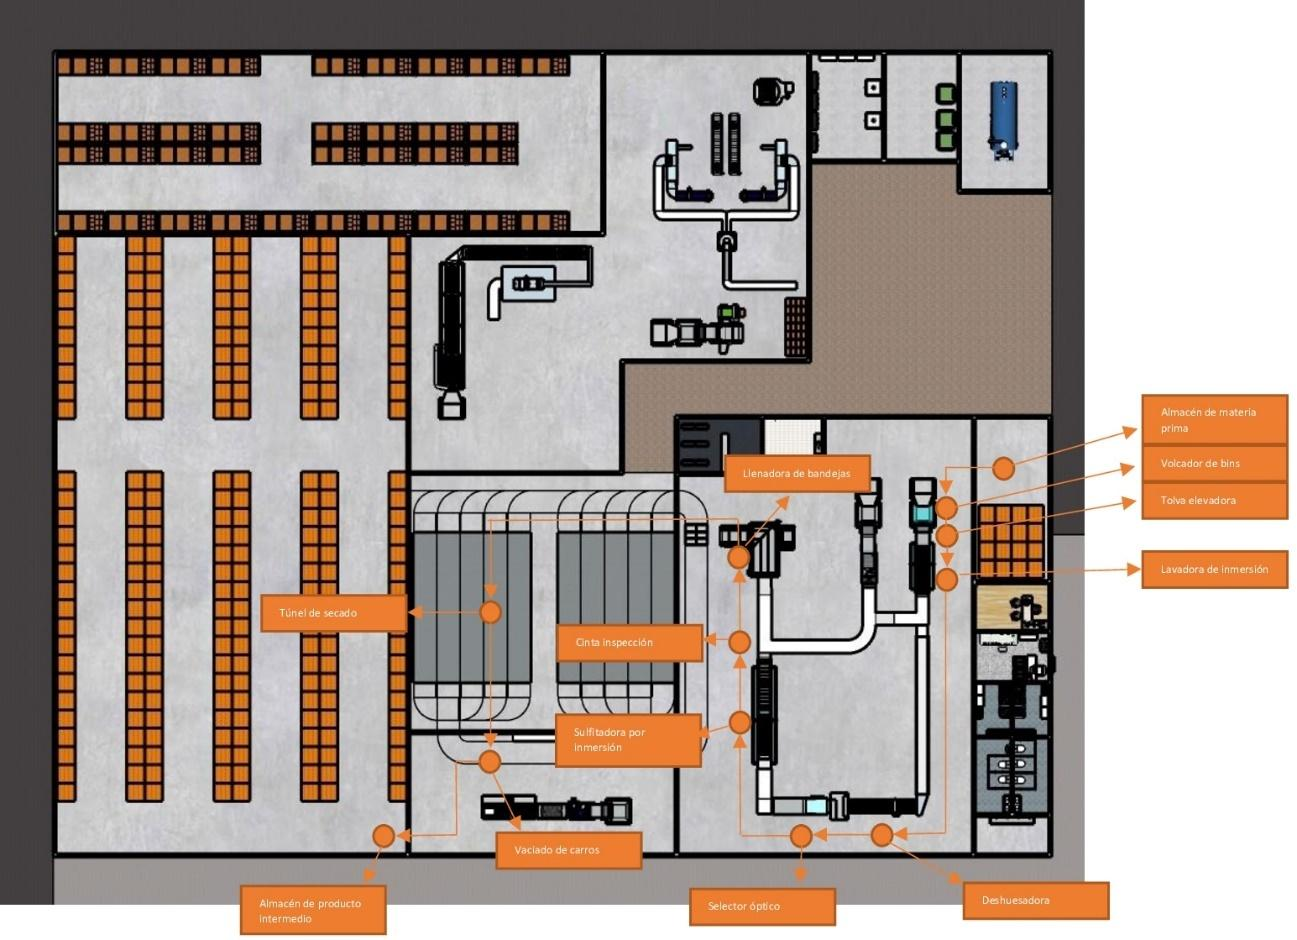 Almacén de materia
prima
Volcador de bins
Llenadora de bandejas
Tolva elevadora
Lavadora de inmersión
Túnel de secado
Cinta inspección
Sulfitadora por
inmersión
Vaciado de carros
Almacén de producto
intermedio
Selector óptico
Deshuesadora